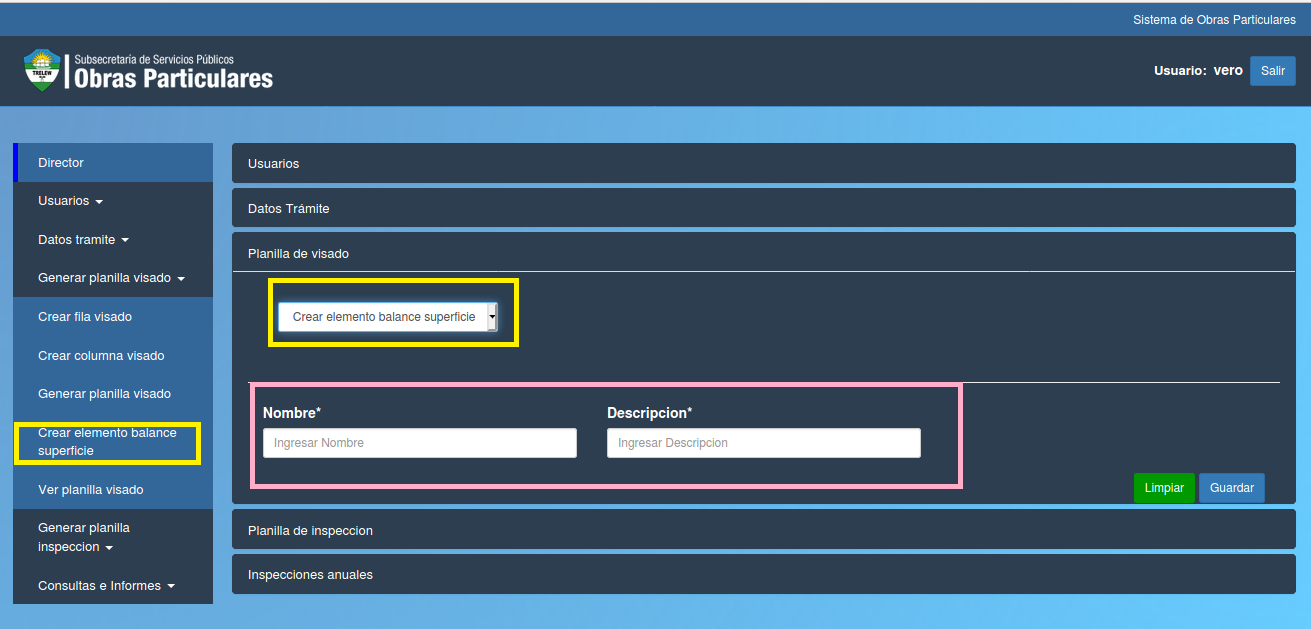 Sistema de Obras Particulares
TRELEW
Subsecretaría de Servicios Públicos
Obras Particulares
Usuario: vero
Salir
Director
Usuarios
Datos tramite
Generar planilla visado
Crear fila visado
Crear columna visado
Generar planilla visado
Crear elemento balance
superficie
Ver planilla visado
Generar planilla
inspeccion
Consultas e Informes
Usuarios
Datos Trámite
Planilla de visado
Crear elemento balance superficie
Nombre*
Descripcion*
Ingresar Nombre
Ingresar Descripcion
Limpiar
Guardar
Planilla de inspeccion
Inspecciones anuales